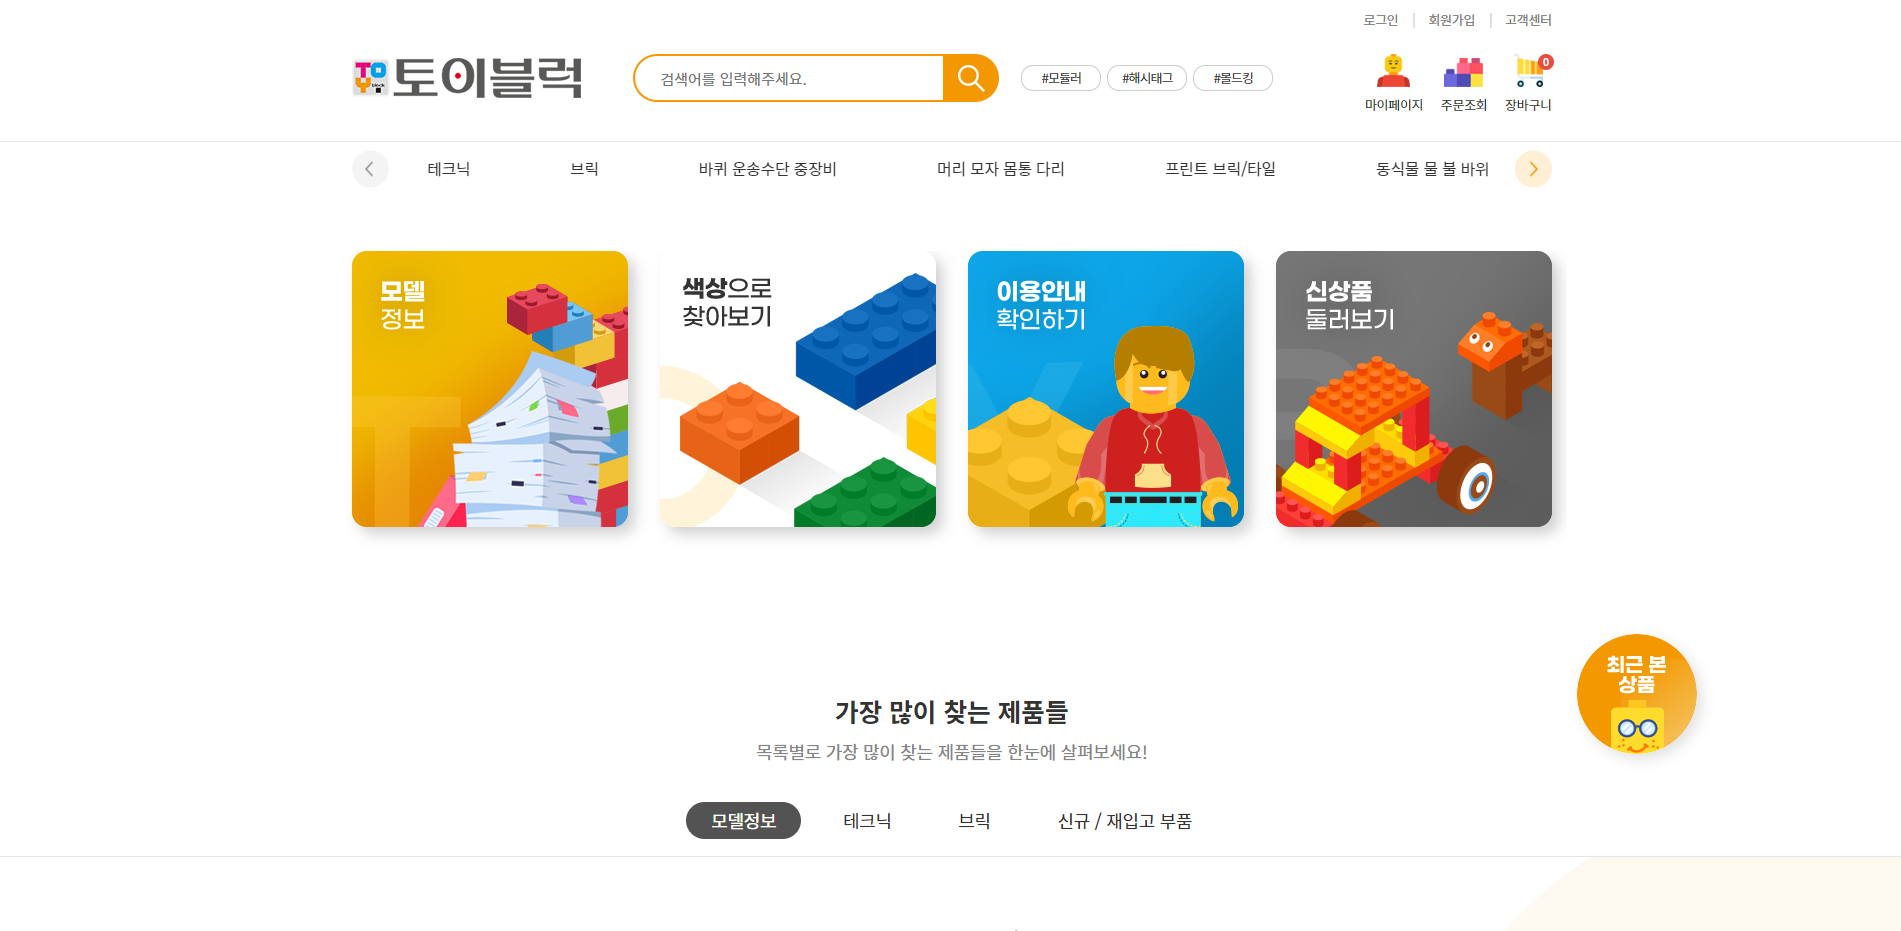 로그인 | 회원가입 | 고객센터
TOY block 토이블럭
검색어를 입력해주세요.
#모듈러 #해시태그 #몰드킹
0
마이페이지 주문조회 장바구니
테크닉 브릭 바퀴 운송수단 중장비 머리 모자 몸통 다리 프린트 브릭/타일 동식물 물 불 바위
모델
정보
색상으로
찾아보기
이용안내
확인하기
신상품
둘러보기
최근 본
상품
가장 많이 찾는 제품들
목록별로 가장 많이 찾는 제품들을 한눈에 살펴보세요!
모델정보 테크닉 브릭 신규 / 재입고 부품